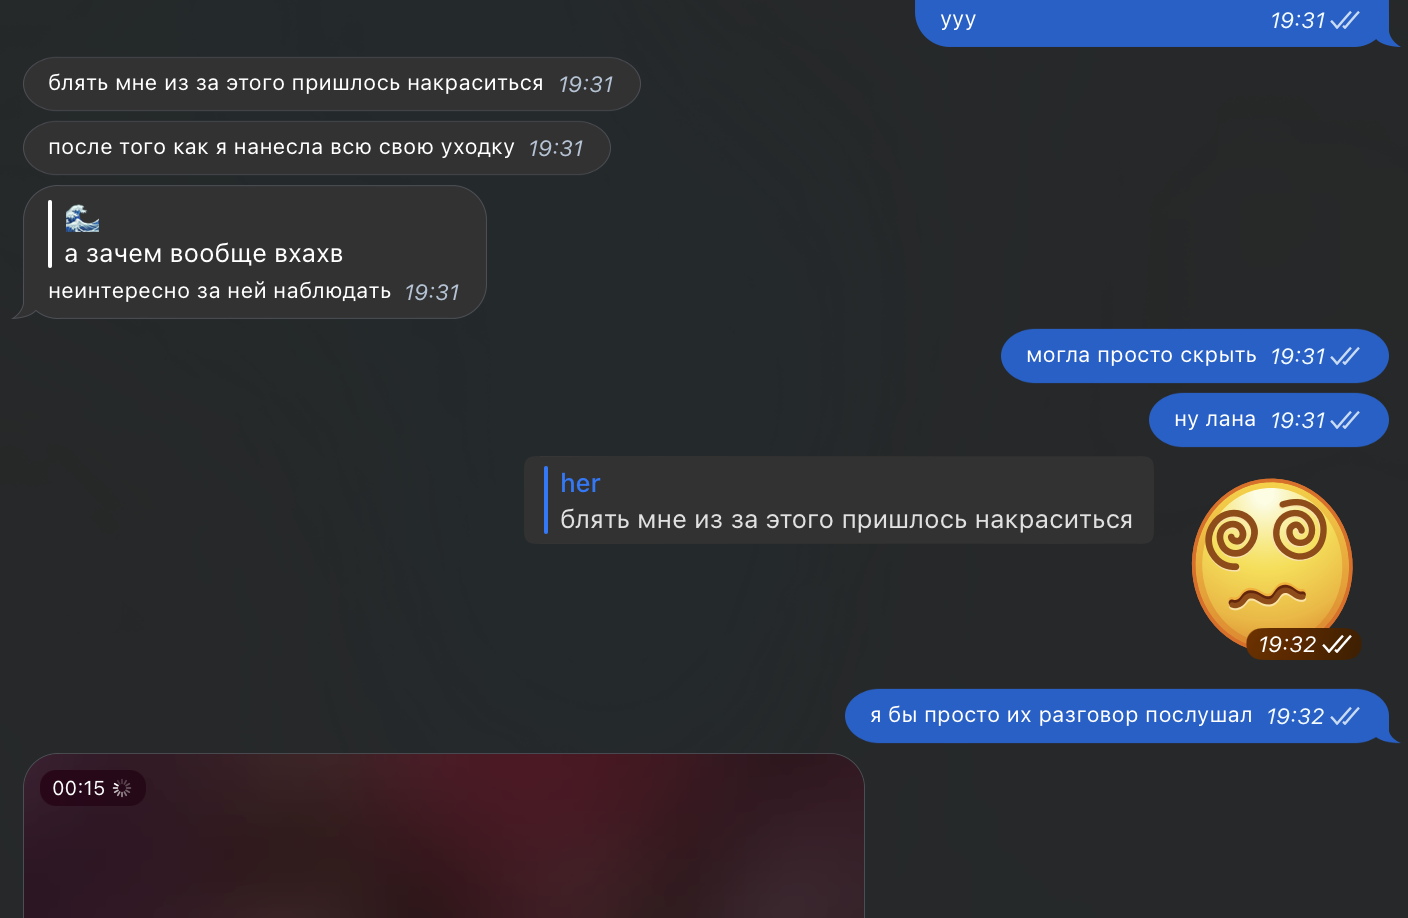 ууу 19:31
блять мне из за этого пришлось накраситься 19:31
после того как я нанесла всю свою уходку 19:31
🌊
а зачем вообще вхахв
неинтересно за ней наблюдать 19:31
могла просто скрыть 19:31
ну лана 19:31
her
блять мне из за этого пришлось накраситься
19:32
я бы просто их разговор послушал 19:32
00:15